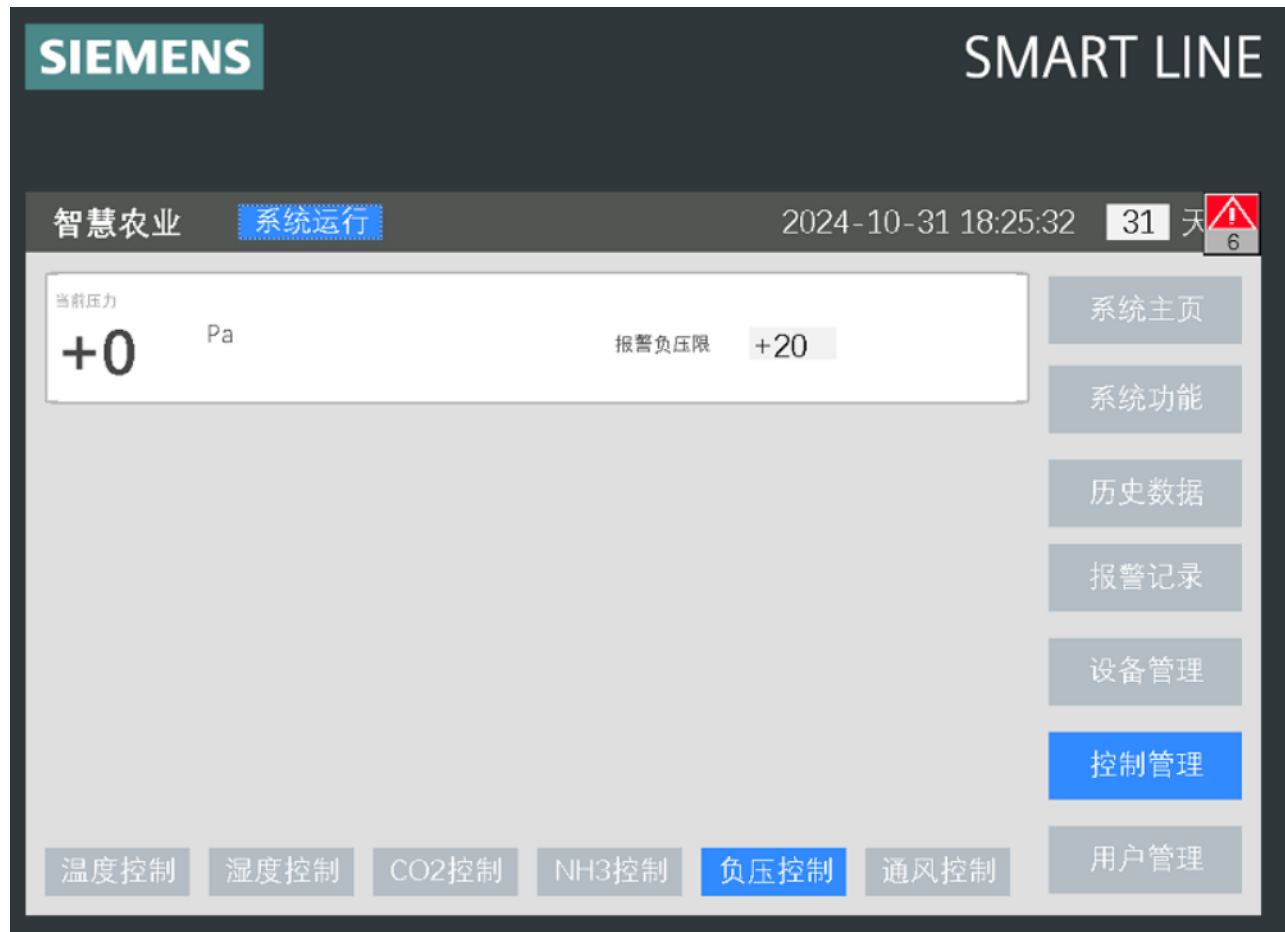 SIEMENS
SMART LINE
智慧农业 系统运行 2024-10-31 18:25:32 31 天
6
当前压力
+0 Pa
报警负压限 +20
系统主页
系统功能
历史数据
报警记录
设备管理
控制管理
用户管理
温度控制 湿度控制 CO2控制 NH3控制 负压控制 通风控制